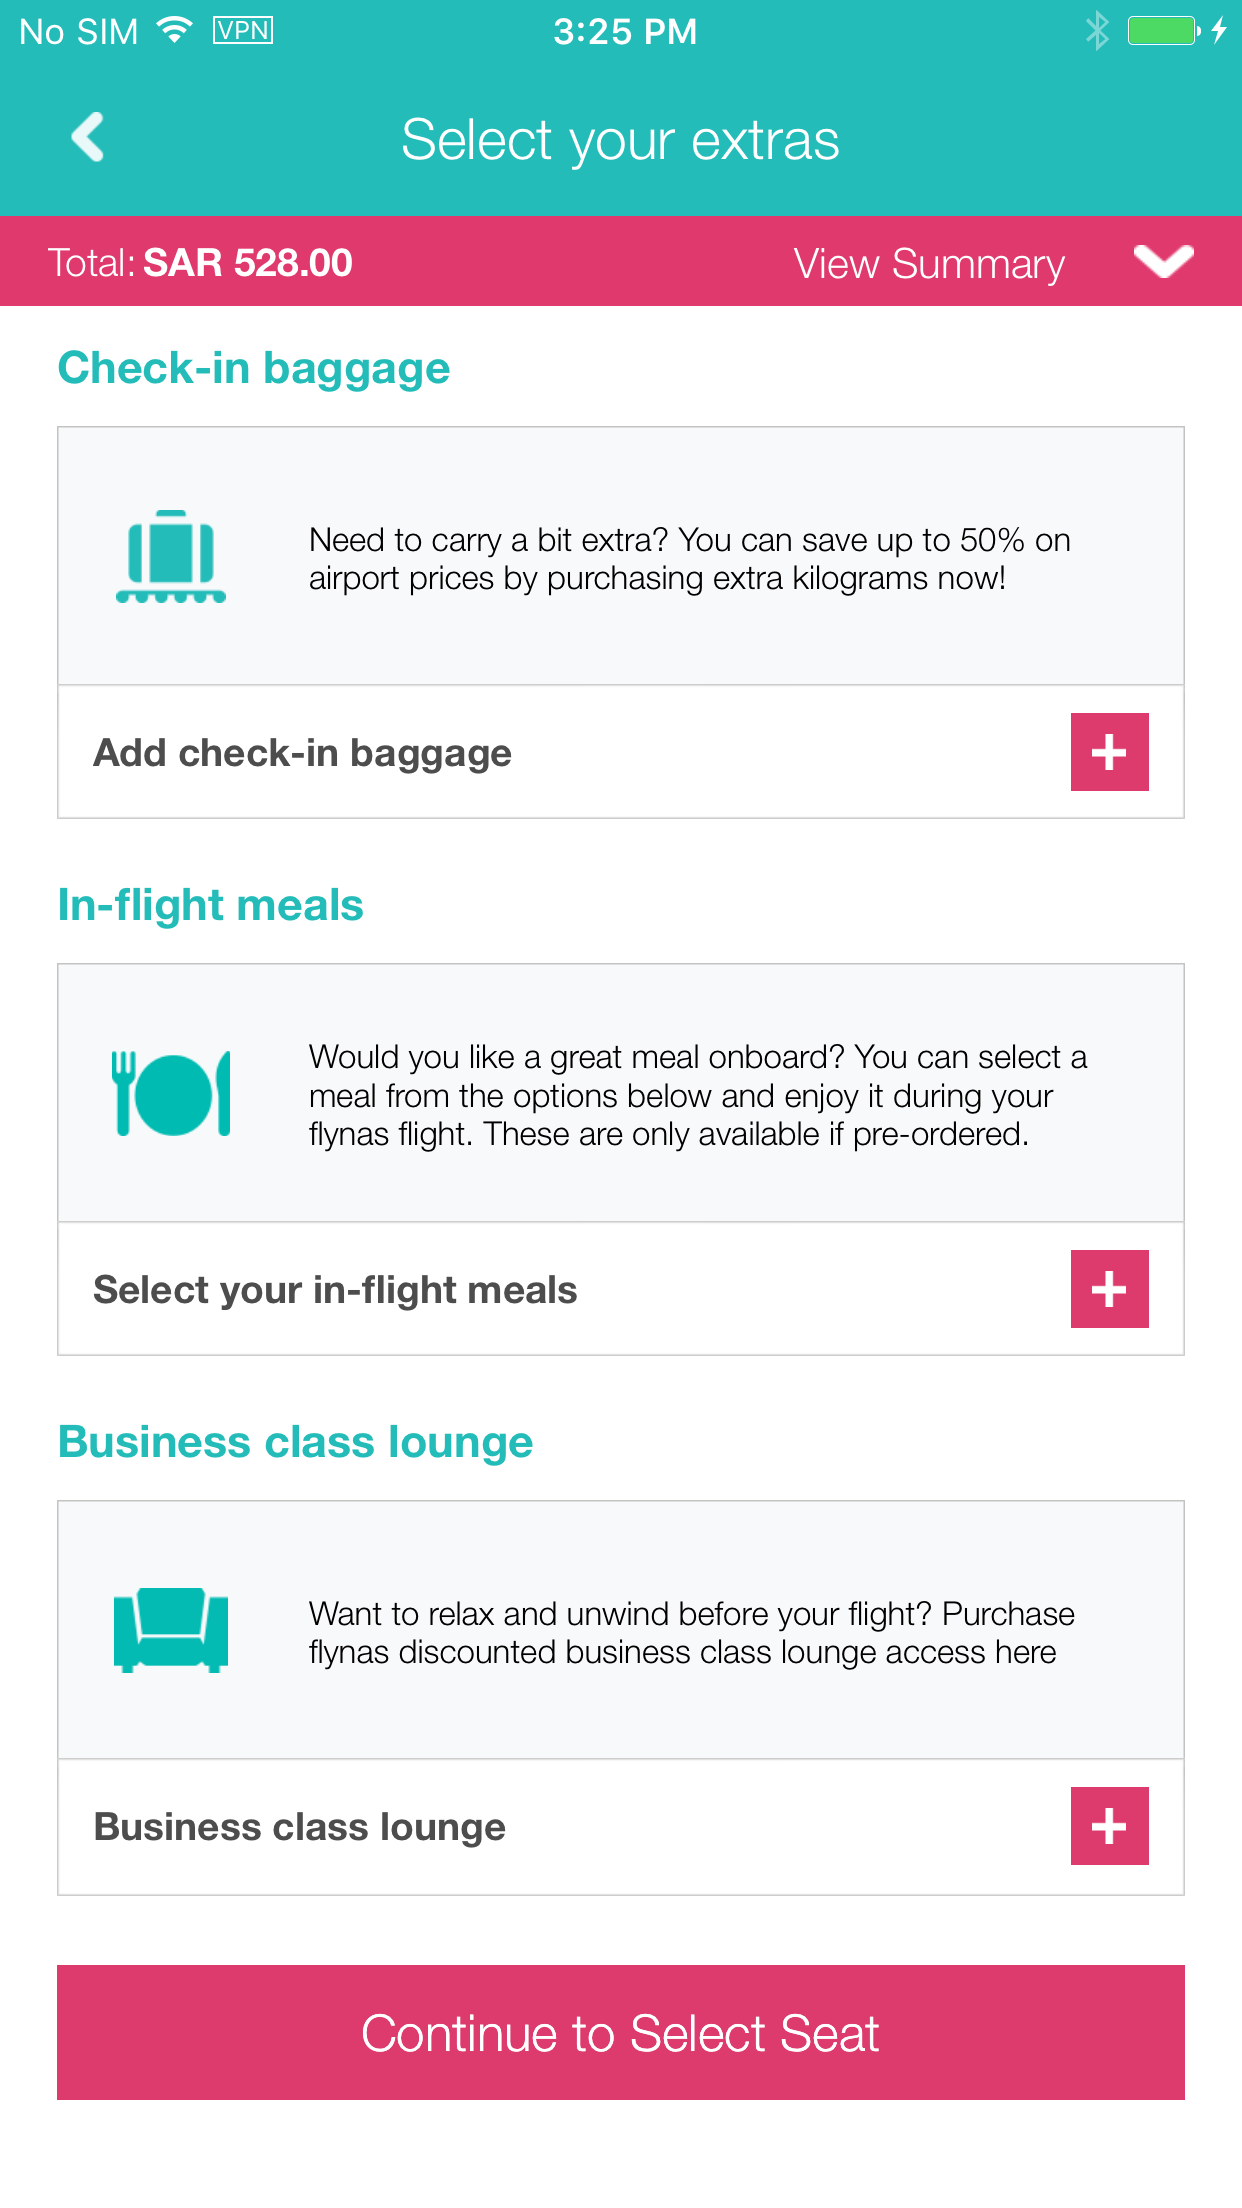 No SIM VPN 3:25 PM
Select your extras
Total: SAR 528.00 View Summary
Check-in baggage
Need to carry a bit extra? You can save up to 50% on
airport prices by purchasing extra kilograms now!
Add check-in baggage
In-flight meals
Would you like a great meal onboard? You can select a
meal from the options below and enjoy it during your
flynas flight. These are only available if pre-ordered.
Select your in-flight meals
Business class lounge
Want to relax and unwind before your flight? Purchase
flynas discounted business class lounge access here
Business class lounge
Continue to Select Seat